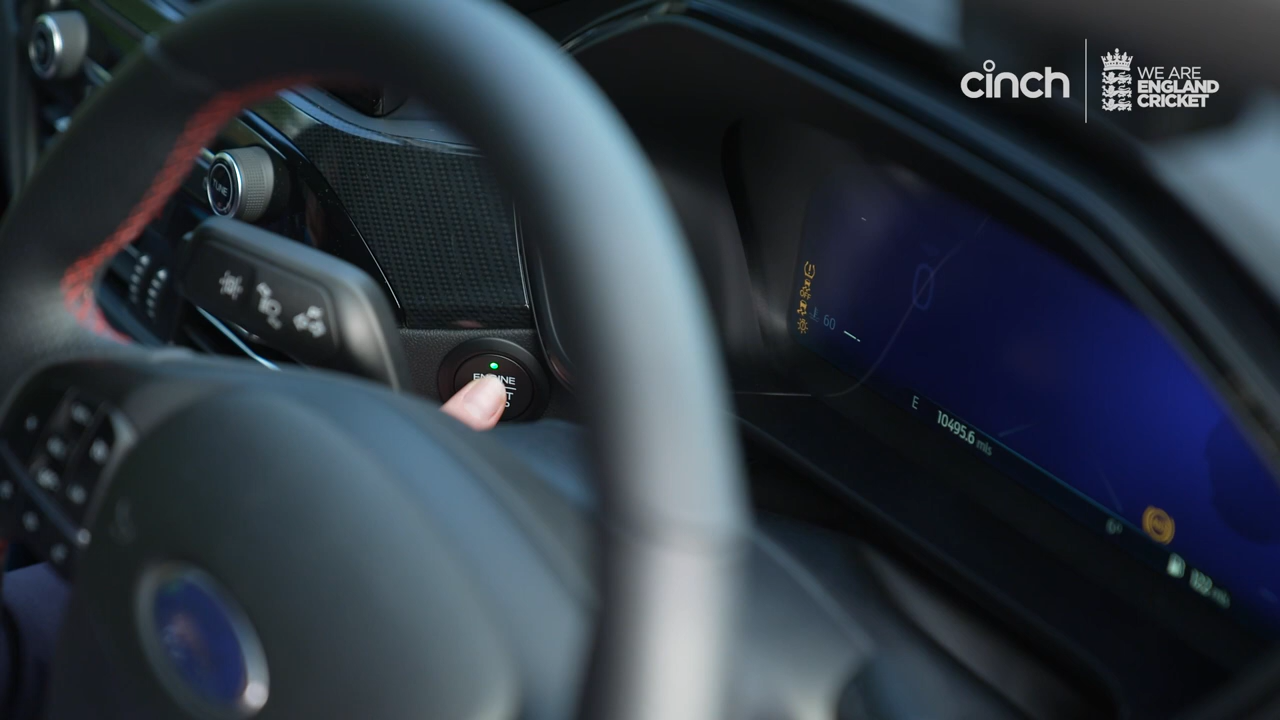 cinch
WE ARE
ENGLAND
CRICKET
TUNE
ENGINE
60
E
10495.6 mls